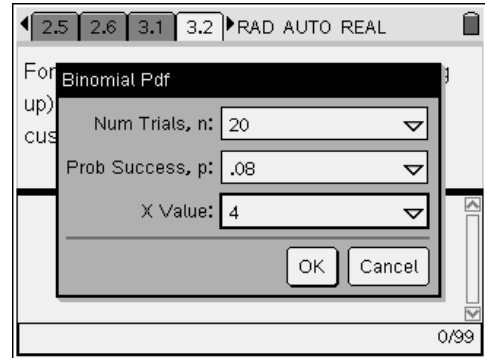 2.5 2.6 3.1 3.2 RAD AUTO REAL
For
Binomial Pdf
up)
Num Trials, n: 20
cus
Prob Success, p: .08
X Value: 4
OK Cancel
0/99